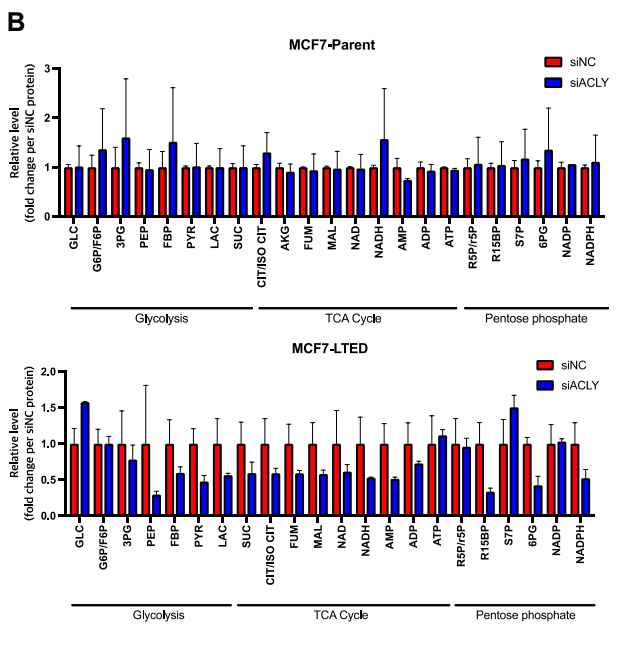 B
MCF7-Parent
siNC
siACLY
Relative level
(fold change per siNC protein)
3
2
1
0
GLC
G6P/F6P
3PG
PEP
FBP
PYR
LAC
SUC
CIT/ISO CIT
AKG
FUM
MAL
NAD
NADH
AMP
ADP
ATP
R5P/r5P
R15BP
S7P
6PG
NADP
NADPH
Glycolysis
TCA Cycle
Pentose phosphate
MCF7-LTED
siNC
siACLY
Relative level
(fold change per siNC protein)
2.0
1.5
1.0
0.5
0.0
GLC
G6P/F6P
3PG
PEP
FBP
PYR
LAC
SUC
CIT/ISO CIT
FUM
MAL
NAD
NADH
AMP
ADP
ATP
R5P/r5P
R15BP
S7P
6PG
NADP
NADPH
Glycolysis
TCA Cycle
Pentose phosphate